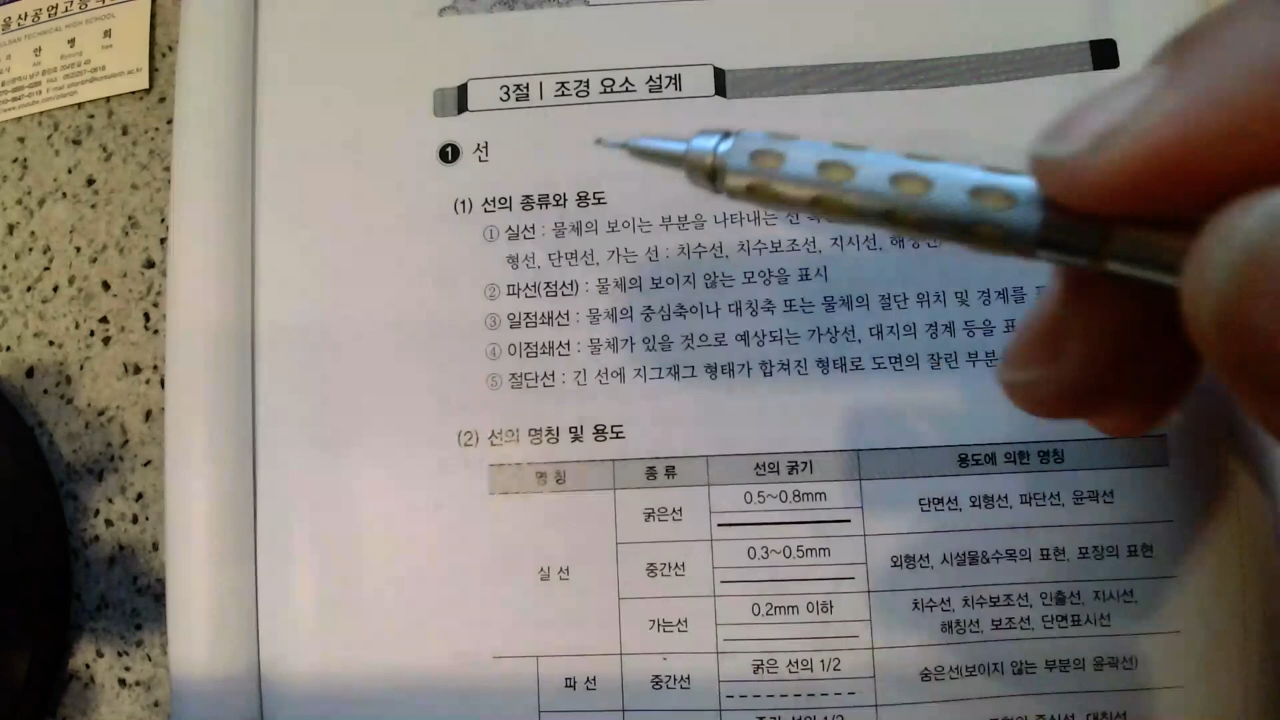 울산공업고등학교
ULSAN TECHNICAL HIGH SCHOOL
안 병 희
3절 | 조경 요소 설계
1 선
(1) 선의 종류와 용도
① 실선 : 물체의 보이는 부분을 나타내는 선
형선, 단면선, 가는 선 : 치수선, 치수보조선, 지시선, 해칭선
② 파선(점선) : 물체의 보이지 않는 모양을 표시
③ 일점쇄선 : 물체의 중심축이나 대칭축 또는 물체의 절단 위치 및 경계를
④ 이점쇄선 : 물체가 있을 것으로 예상되는 가상선, 대지의 경계 등을
⑤ 절단선 : 긴 선에 지그재그 형태가 합쳐진 형태로 도면의 잘린 부분
(2) 선의 명칭 및 용도
명 칭 종 류 선의 굵기 용도에 의한 명칭
실 선 굵은선 0.5~0.8mm 단면선, 외형선, 파단선, 윤곽선
중간선 0.3~0.5mm 외형선, 시설물&수목의 표현, 포장의 표현
가는선 0.2mm 이하 치수선, 치수보조선, 인출선, 지시선,
해칭선, 보조선, 단면표시선
파 선 중간선 굵은 선의 1/2 숨은선(보이지 않는 부분의 윤곽선)